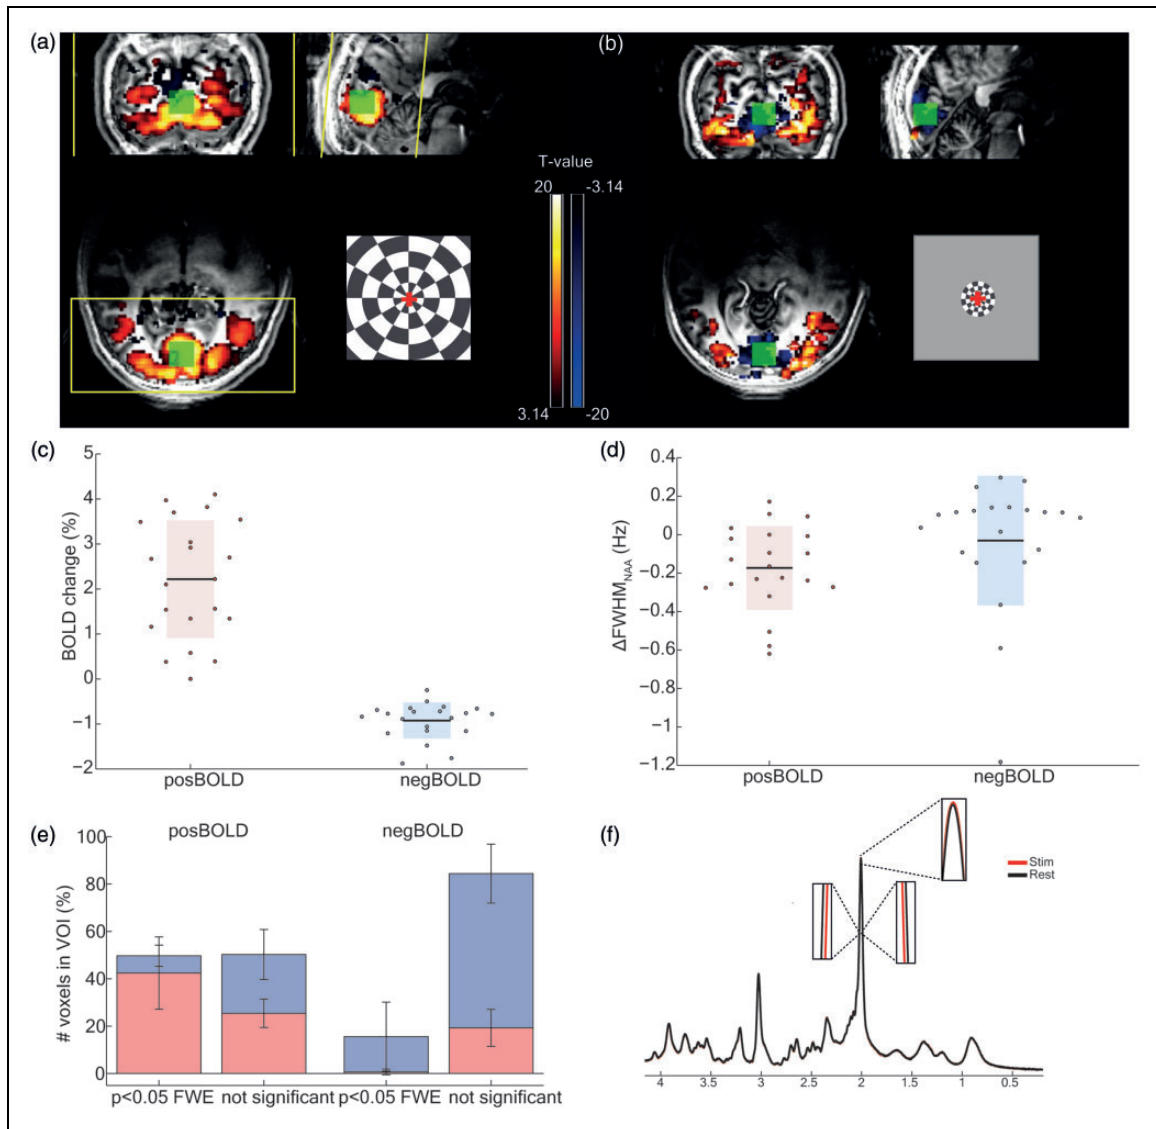 (a)
(b)
T-value
20
-3.14
3.14
-20
(c)
5
4
3
2
1
0
−1
−2
BOLD change (%)
posBOLD
negBOLD
(d)
0.4
0.2
0
−0.2
−0.4
−0.6
−0.8
−1
−1.2
ΔFWHM_NAA (Hz)
posBOLD
negBOLD
(e)
posBOLD
negBOLD
100
80
60
40
20
0
# voxels in VOI (%)
p<0.05 FWE
not significant
p<0.05 FWE
not significant
(f)
Stim
Rest
4
3.5
3
2.5
2
1.5
1
0.5